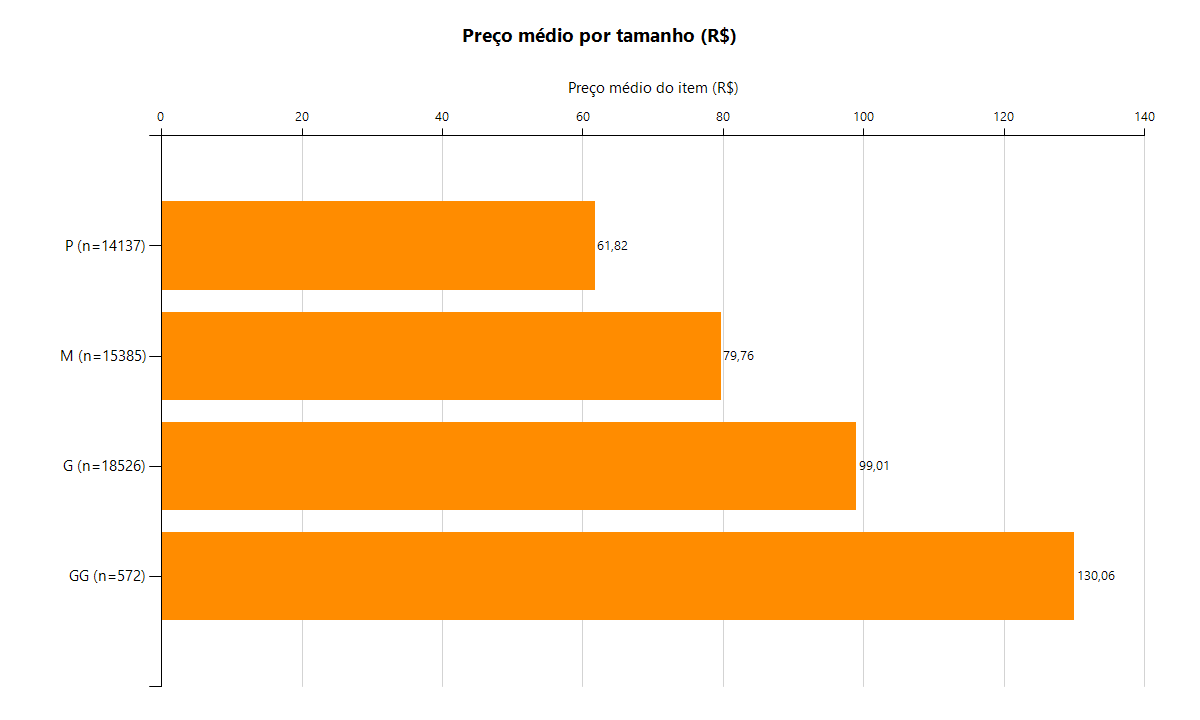 Preço médio por tamanho (R$)
Preço médio do item (R$)
0 20 40 60 80 100 120 140
P (n=14137) 61,82
M (n=15385) 79,76
G (n=18526) 99,01
GG (n=572) 130,06